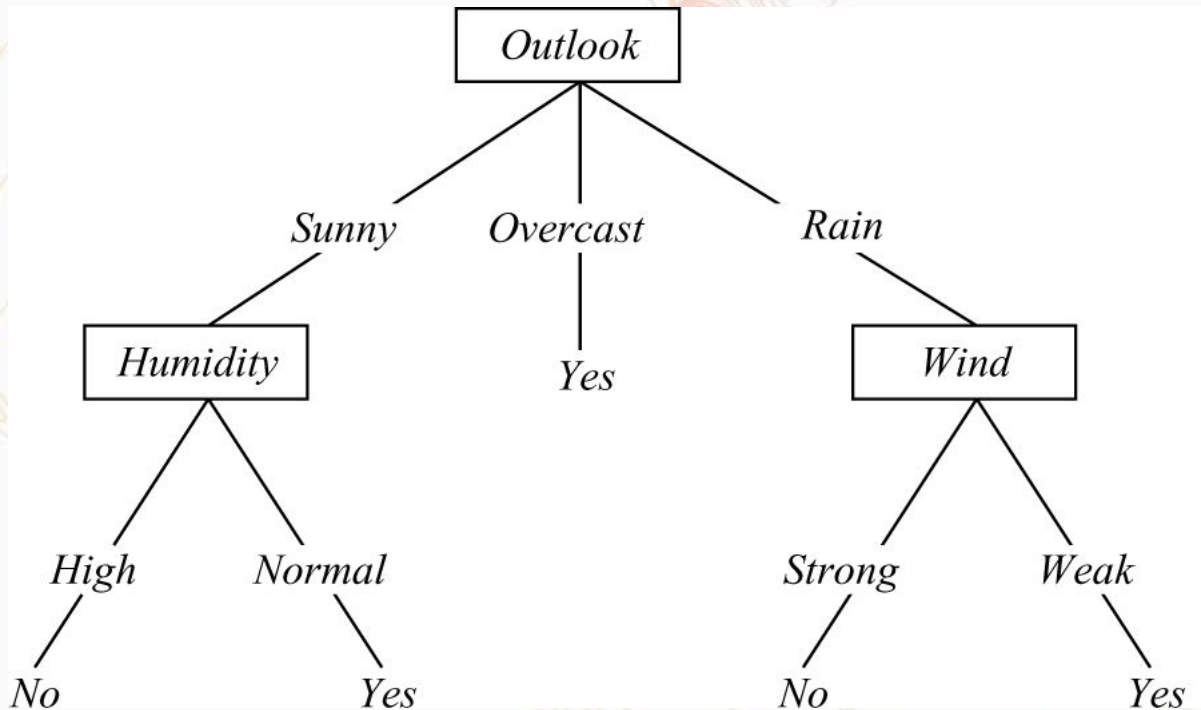 Outlook
Sunny Overcast Rain
Humidity Yes Wind
High Normal Strong Weak
No Yes No Yes